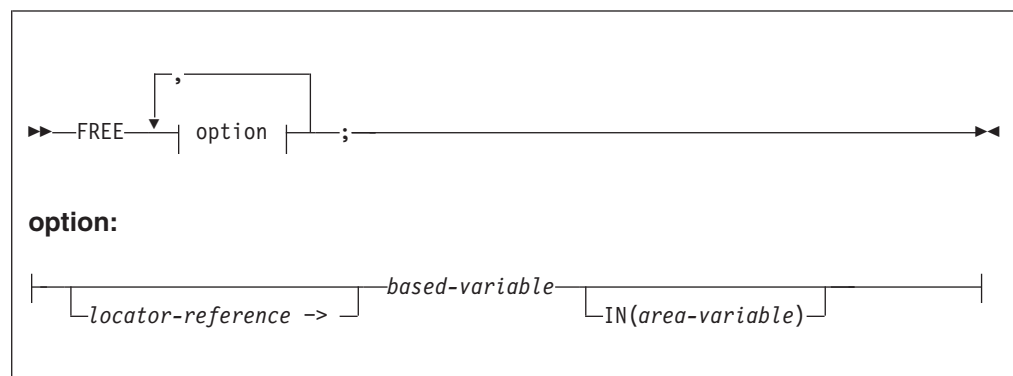 ,
FREE option ;
option:
based-variable
locator-reference –> IN(area-variable)